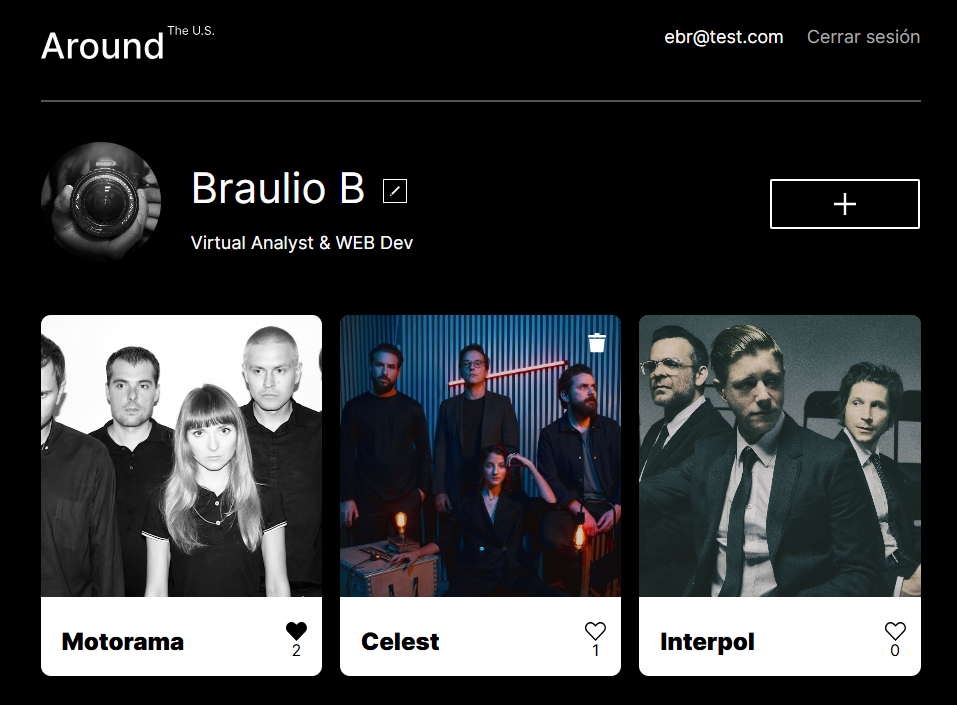 Around The U.S.
ebr@test.com Cerrar sesión
Braulio B
Virtual Analyst & WEB Dev
Motorama
2
Celest
1
Interpol
0